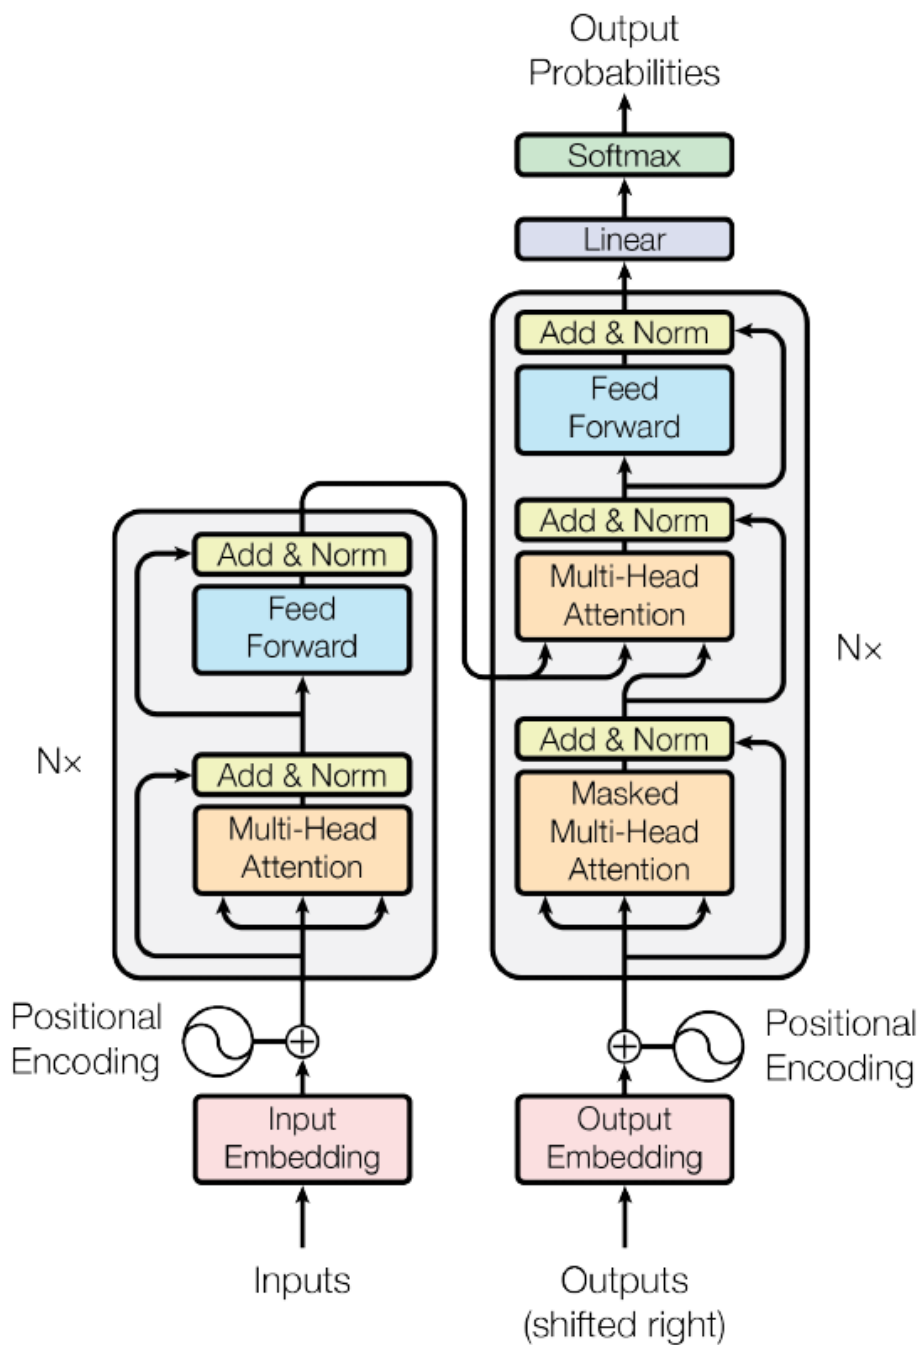 Output
Probabilities
Softmax
Linear
Add & Norm
Feed
Forward
Add & Norm
Multi-Head
Attention
Add & Norm
Masked
Multi-Head
Attention
N×
Add & Norm
Feed
Forward
Add & Norm
Multi-Head
Attention
N×
Positional
Encoding
Positional
Encoding
Input
Embedding
Output
Embedding
Inputs
Outputs
(shifted right)